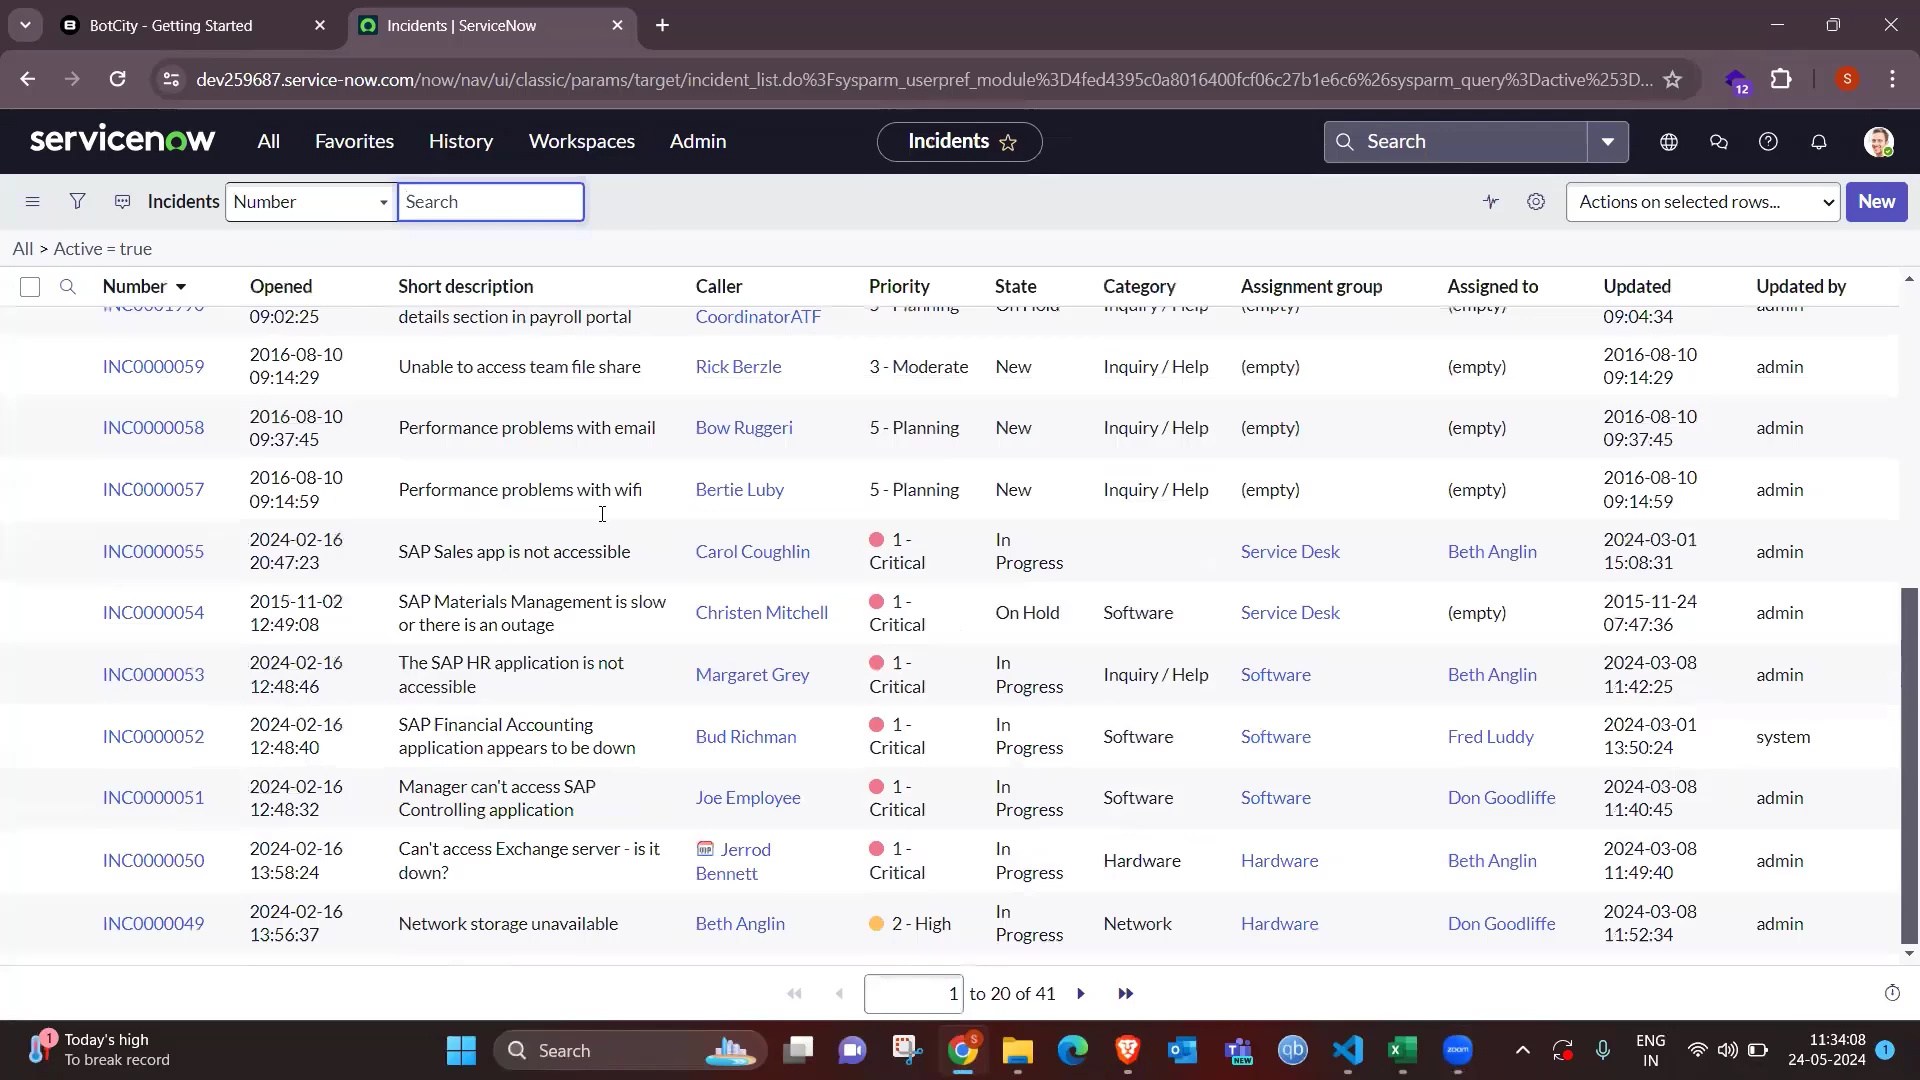 BotCity - Getting Started
Incidents | ServiceNow
dev259687.service-now.com/now/nav/ui/classic/params/target/incident_list.do%3Fsysparm_userpref_module%3D4fed4395c0a8016400fcf06c27b1e6c6%26sysparm_query%3Dactive%253D...
12
S
servicenow
All Favorites History Workspaces Admin
Incidents
Search
Incidents Number Search
Actions on selected rows... New
All > Active = true
Number Opened Short description Caller Priority State Category Assignment group Assigned to Updated Updated by
09:02:25 details section in payroll portal CoordinatorATF 09:04:34
INC0000059 2016-08-10 09:14:29 Unable to access team file share Rick Berzle 3 - Moderate New Inquiry / Help (empty) (empty) 2016-08-10 09:14:29 admin
INC0000058 2016-08-10 09:37:45 Performance problems with email Bow Ruggeri 5 - Planning New Inquiry / Help (empty) (empty) 2016-08-10 09:37:45 admin
INC0000057 2016-08-10 09:14:59 Performance problems with wifi Bertie Luby 5 - Planning New Inquiry / Help (empty) (empty) 2016-08-10 09:14:59 admin
INC0000055 2024-02-16 20:47:23 SAP Sales app is not accessible Carol Coughlin 1 - Critical In Progress Service Desk Beth Anglin 2024-03-01 15:08:31 admin
INC0000054 2015-11-02 12:49:08 SAP Materials Management is slow or there is an outage Christen Mitchell 1 - Critical On Hold Software Service Desk (empty) 2015-11-24 07:47:36 admin
INC0000053 2024-02-16 12:48:46 The SAP HR application is not accessible Margaret Grey 1 - Critical In Progress Inquiry / Help Software Beth Anglin 2024-03-08 11:42:25 admin
INC0000052 2024-02-16 12:48:40 SAP Financial Accounting application appears to be down Bud Richman 1 - Critical In Progress Software Software Fred Luddy 2024-03-01 13:50:24 system
INC0000051 2024-02-16 12:48:32 Manager can't access SAP Controlling application Joe Employee 1 - Critical In Progress Software Software Don Goodliffe 2024-03-08 11:40:45 admin
INC0000050 2024-02-16 13:58:24 Can't access Exchange server - is it down? Jerrod Bennett 1 - Critical In Progress Hardware Hardware Beth Anglin 2024-03-08 11:49:40 admin
INC0000049 2024-02-16 13:56:37 Network storage unavailable Beth Anglin 2 - High In Progress Network Hardware Don Goodliffe 2024-03-08 11:52:34 admin
1 to 20 of 41
1
Today's high
To break record
Search
S
NEW
qb
zoom
ENG
IN
11:34:08
24-05-2024
1